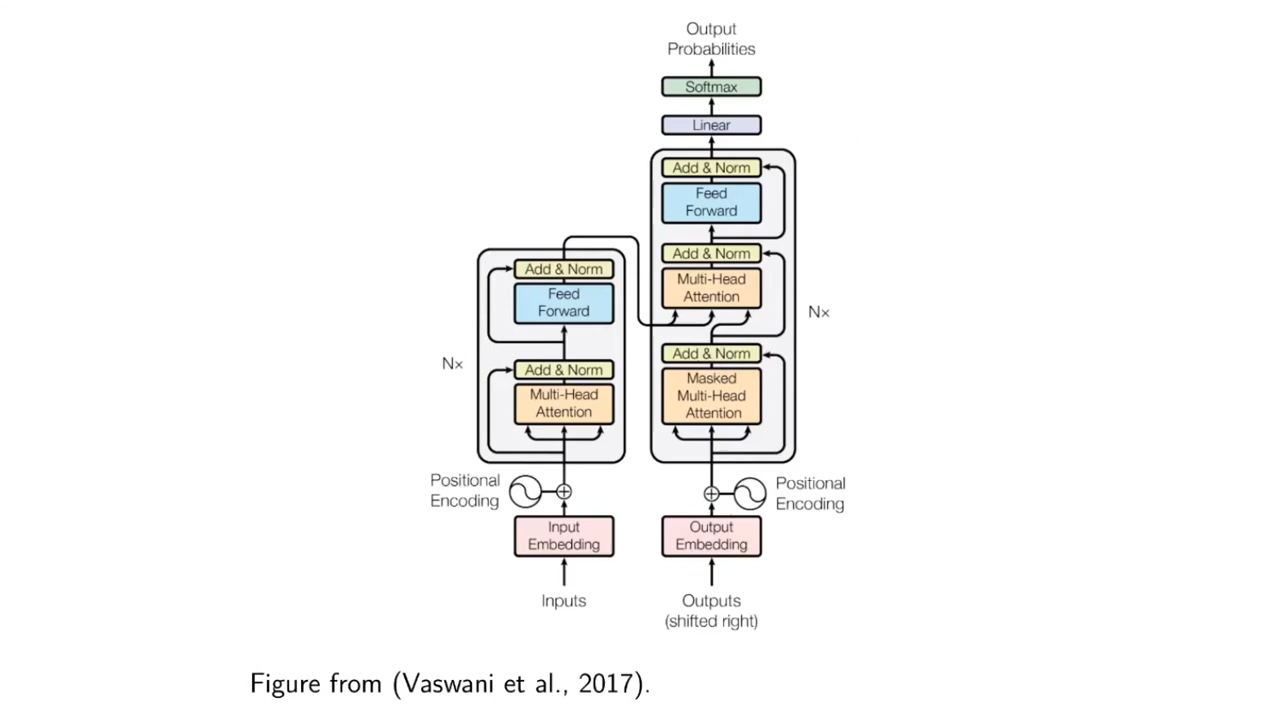 Output
Probabilities
Softmax
Linear
Add & Norm
Feed
Forward
Add & Norm
Multi-Head
Attention
Nx
Add & Norm
Masked
Multi-Head
Attention
Add & Norm
Feed
Forward
Nx
Add & Norm
Multi-Head
Attention
Positional
Encoding
Positional
Encoding
Input
Embedding
Output
Embedding
Inputs
Outputs
(shifted right)
Figure from (Vaswani et al., 2017).